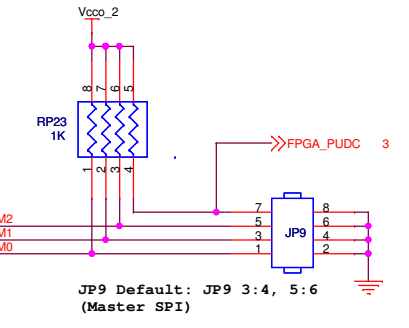 Vcco_2
8 7 6 5
RP23
1K
1 2 3 4
FPGA_PUDC 3
7 8
M2 5 6
M1 3 JP9 4
M0 1 2
JP9 Default: JP9 3:4, 5:6
(Master SPI)